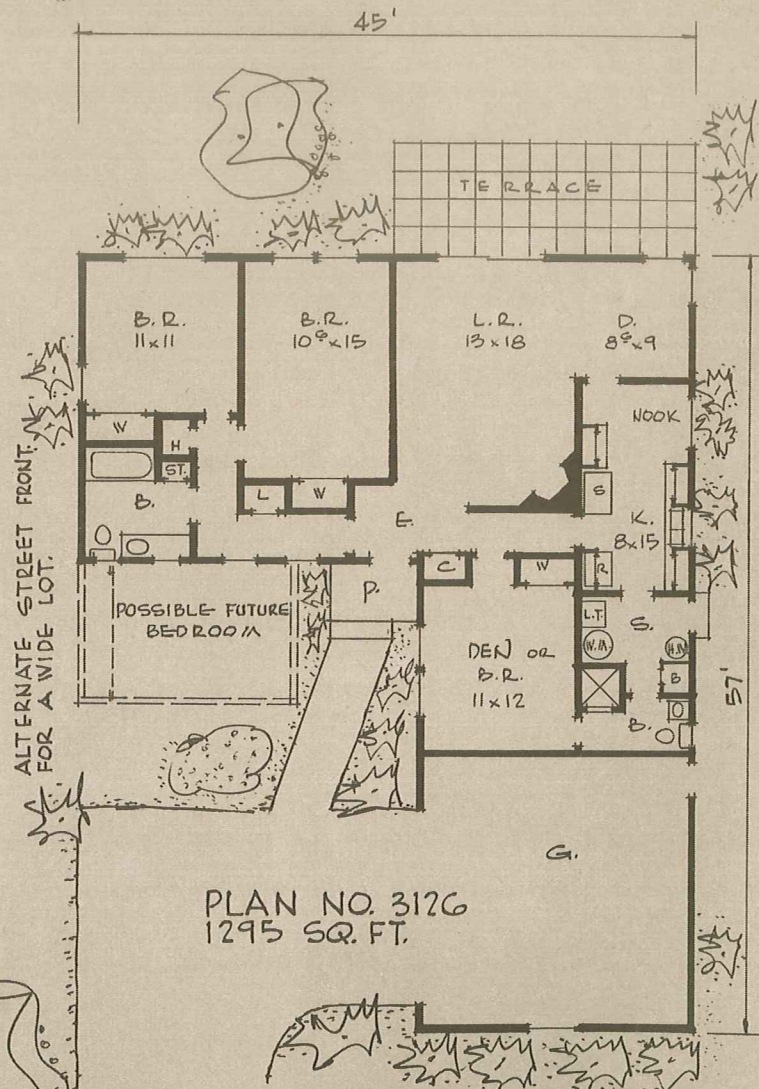 45'
TERRACE
B.R.
11x11
B.R.
10⁶x15
L.R.
13x18
D.
8⁶x9
NOOK
W
H
ST.
B.
L
W
E.
S
K.
8x15
R
C
W
P.
L.T.
S.
W.M.
H.W.
B
B.
POSSIBLE FUTURE
BEDROOM
DEN OR
B.R.
11x12
57'
ALTERNATE STREET FRONT.
FOR A WIDE LOT.
G.
PLAN NO. 3126
1295 SQ. FT.